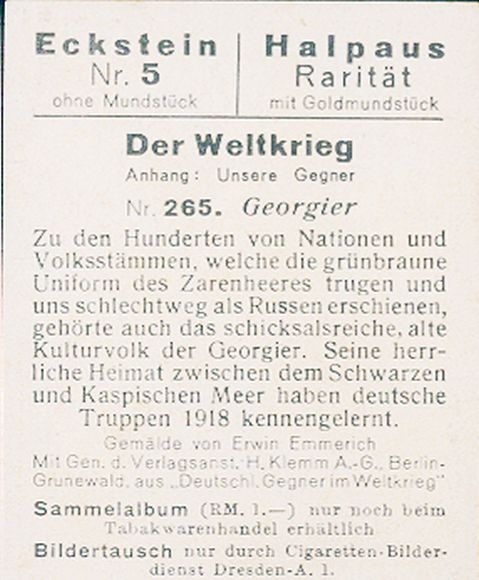 Eckstein
Nr. 5
ohne Mundstück
Halpaus
Rarität
mit Goldmundstück
Der Weltkrieg
Anhang: Unsere Gegner
Nr. 265. Georgier
Zu den Hunderten von Nationen und
Volksstämmen, welche die grünbraune
Uniform des Zarenheeres trugen und
uns schlechtweg als Russen erschienen,
gehörte auch das schicksalsreiche, alte
Kulturvolk der Georgier. Seine herr-
liche Heimat zwischen dem Schwarzen
und Kaspischen Meer haben deutsche
Truppen 1918 kennengelernt.
Gemälde von Erwin Emmerich
Mit Gen. d. Verlagsanst. H. Klemm A.-G., Berlin-
Grunewald, aus „Deutschl. Gegner im Weltkrieg"
Sammelalbum (RM. 1.—) nur noch beim
Tabakwarenhandel erhältlich
Bildertausch nur durch Cigaretten-Bilder-
dienst Dresden-A. 1.